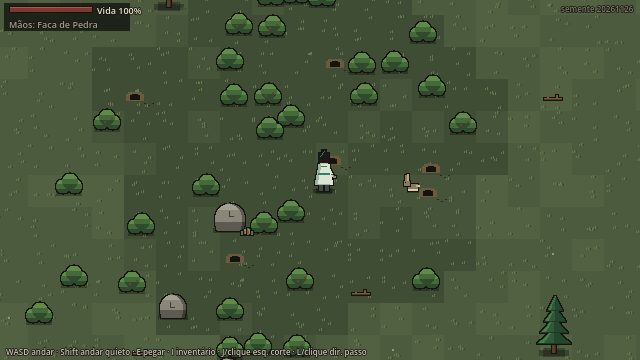 Vida 100%
semente 20261126
Mãos: Faca de Pedra
WASD andar · Shift andar quieto · E pegar · I inventário · J/clique esq. corte · L/clique dir. passo